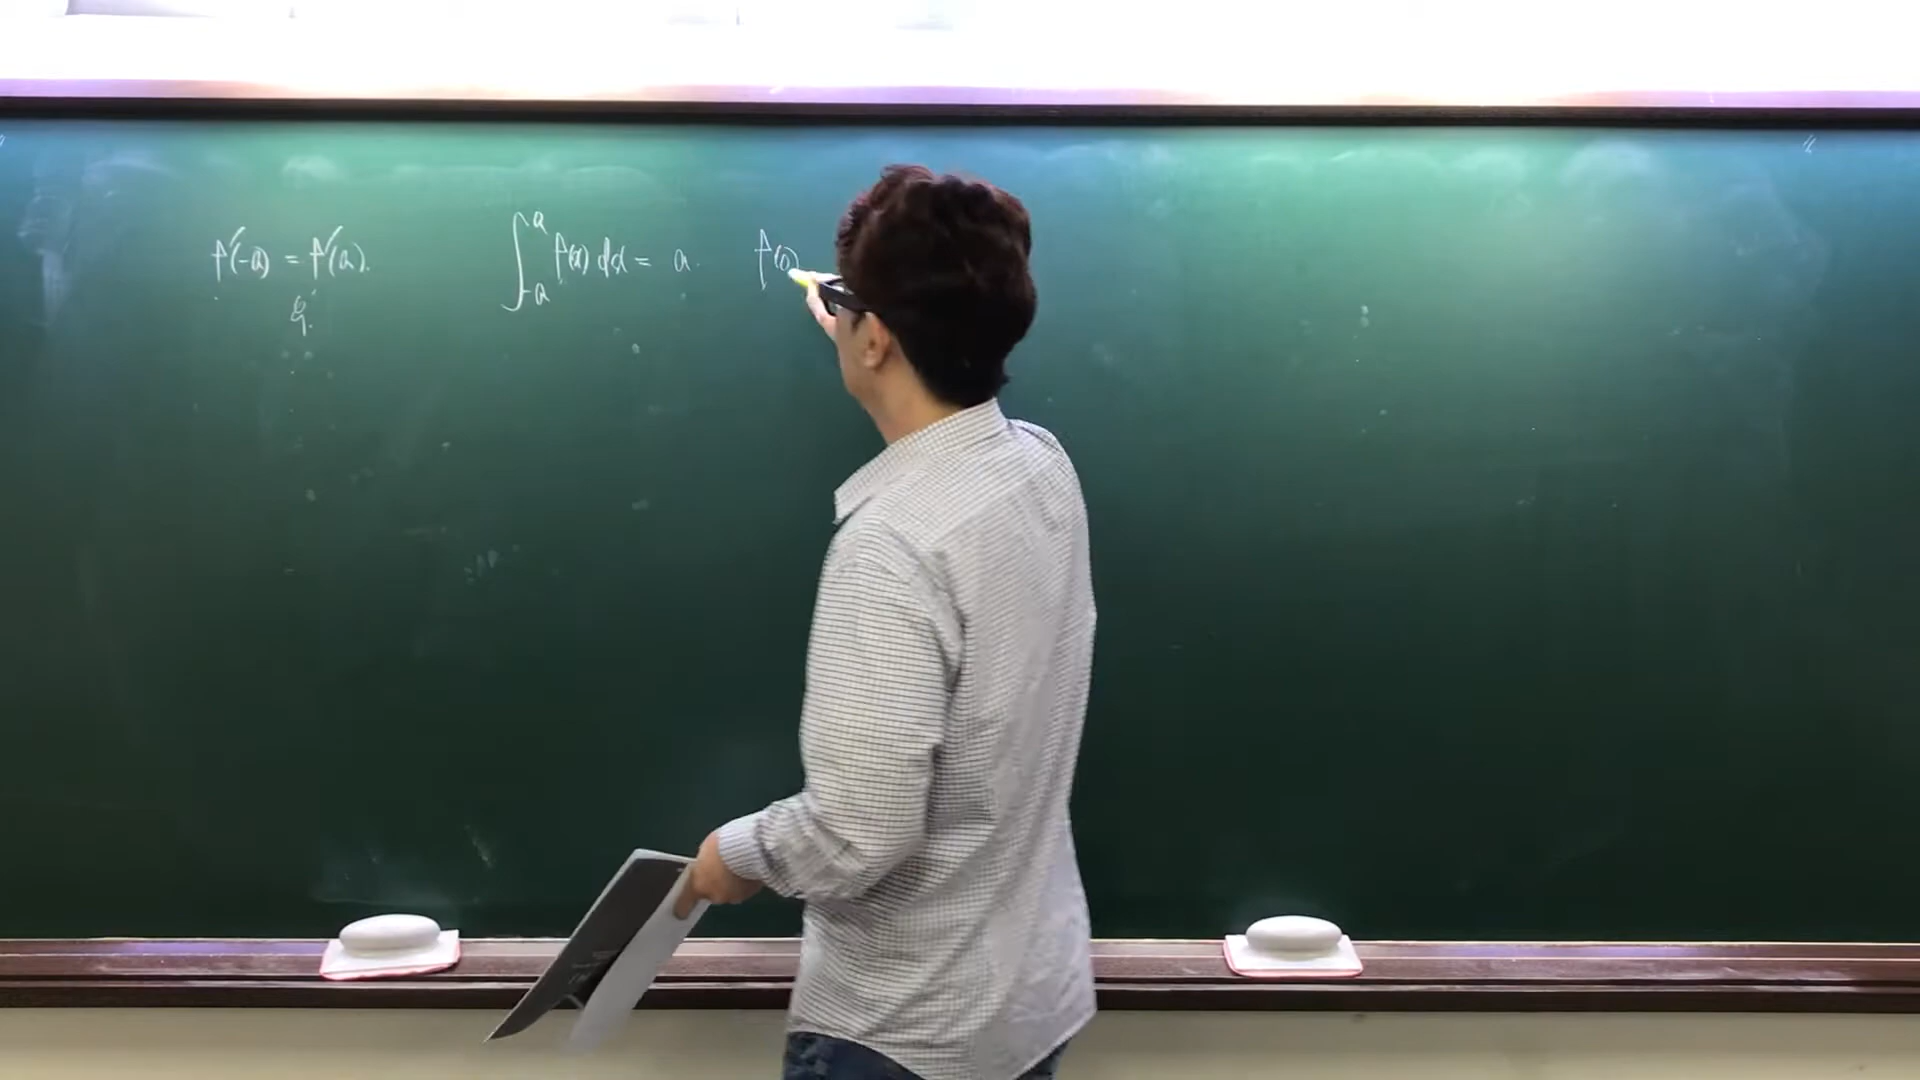 f'(-a) = f'(a). ∫_{-a}^{a} f(x) dx = a. f(0)